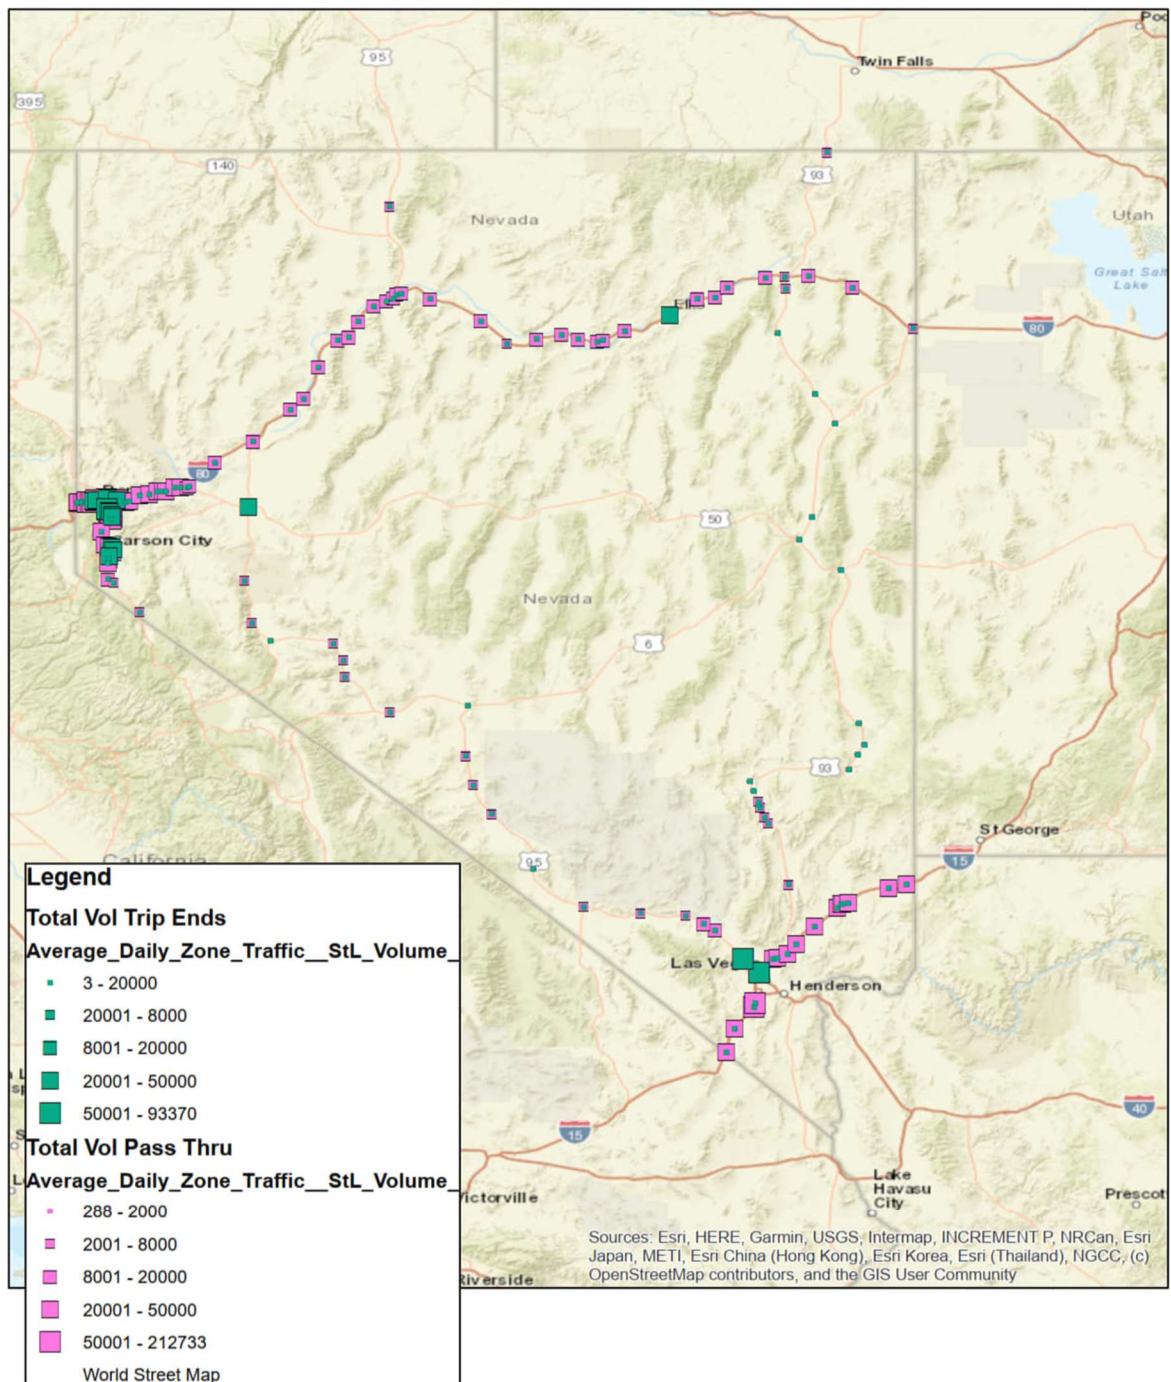 Poc
95
Twin Falls
395
140
93
Nevada
Utah
Great Salt
Lake
80
80
50
Carson City
Nevada
6
93
St George
15
California
95
Las Ve
Henderson
Legend
Total Vol Trip Ends
Average_Daily_Zone_Traffic__StL_Volume_
3 - 20000
20001 - 8000
8001 - 20000
20001 - 50000
50001 - 93370
Total Vol Pass Thru
Average_Daily_Zone_Traffic__StL_Volume_
288 - 2000
2001 - 8000
8001 - 20000
20001 - 50000
50001 - 212733
World Street Map
15
40
Lake
Havasu
City
Prescot
ictorville
Riverside
Sources: Esri, HERE, Garmin, USGS, Intermap, INCREMENT P, NRCan, Esri
Japan, METI, Esri China (Hong Kong), Esri Korea, Esri (Thailand), NGCC, (c)
OpenStreetMap contributors, and the GIS User Community